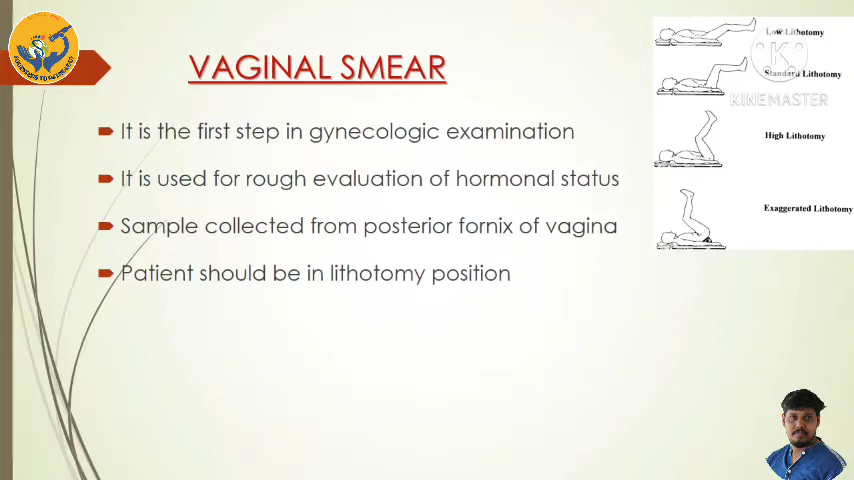 VAGINAL SMEAR
It is the first step in gynecologic examination
It is used for rough evaluation of hormonal status
Sample collected from posterior fornix of vagina
Patient should be in lithotomy position
Low Lithotomy
K
Standard Lithotomy
KINEMASTER
High Lithotomy
Exaggerated Lithotomy